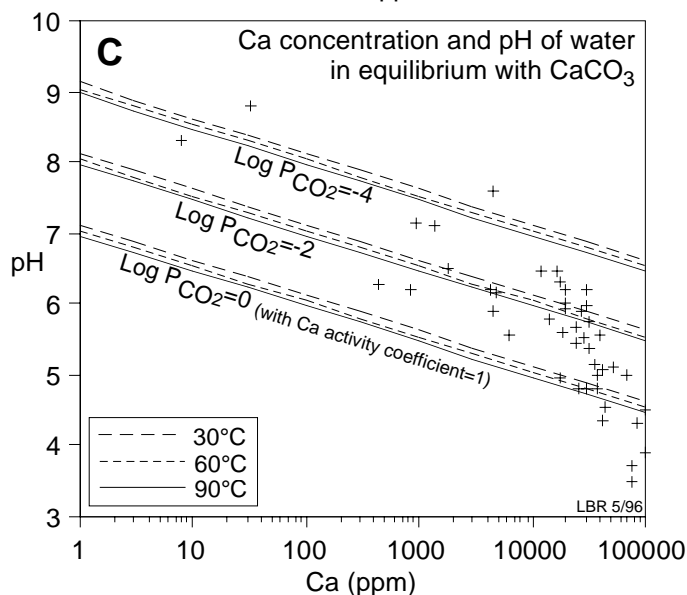 C
Ca concentration and pH of water
in equilibrium with CaCO3
10
9
8
7
pH
6
5
4
3
Log PCO2=-4
Log PCO2=-2
Log PCO2=0 (with Ca activity coefficient=1)
30°C
60°C
90°C
LBR 5/96
1
10
100
1000
10000
100000
Ca (ppm)